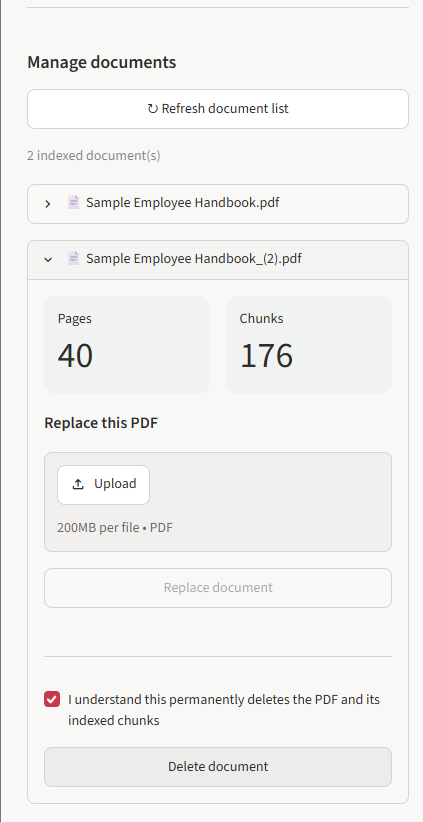 Manage documents
↻ Refresh document list
2 indexed document(s)
Sample Employee Handbook.pdf
Sample Employee Handbook_(2).pdf
Pages Chunks
40 176
Replace this PDF
Upload
200MB per file • PDF
Replace document
I understand this permanently deletes the PDF and its
indexed chunks
Delete document